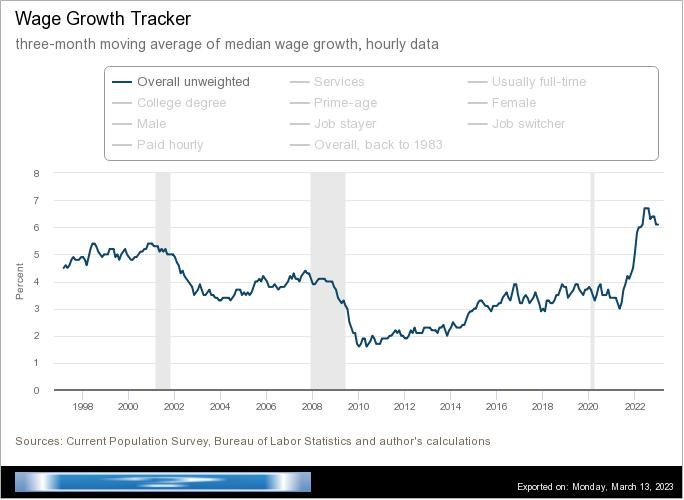 Wage Growth Tracker
three-month moving average of median wage growth, hourly data
Overall unweighted Services Usually full-time
College degree Prime-age Female
Male Job stayer Job switcher
Paid hourly Overall, back to 1983
8
7
6
5
4
3
2
1
0
Percent
1998 2000 2002 2004 2006 2008 2010 2012 2014 2016 2018 2020 2022
Sources: Current Population Survey, Bureau of Labor Statistics and author's calculations
Exported on: Monday, March 13, 2023